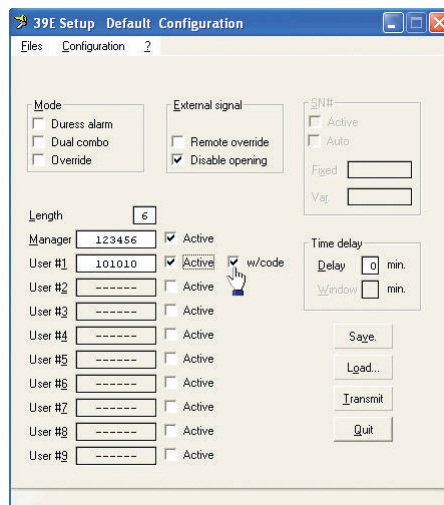 39E Setup Default Configuration
Files Configuration ?
Mode
Duress alarm
Dual combo
Override
External signal
Remote override
Disable opening
SN#
Active
Auto
Fixed
Var.
Length 6
Manager 123456 Active
User #1 101010 Active w/code
User #2 ------ Active
User #3 ------ Active
User #4 ------ Active
User #5 ------ Active
User #6 ------ Active
User #7 ------ Active
User #8 ------ Active
User #9 ------ Active
Time delay
Delay 0 min.
Window min.
Save.
Load...
Transmit
Quit